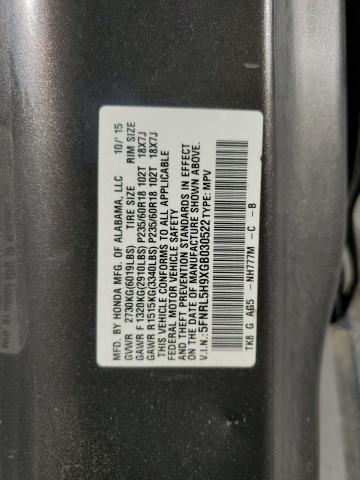 MFD. BY HONDA MFG. OF ALABAMA, LLC 10/'15
GVWR 2730KG(6019LBS) TIRE SIZE RIM SIZE
GAWR F 1320KG(2910LBS) P235/60R18 102T 18X7J
GAWR R1515KG(3340LBS) P235/60R18 102T 18X7J
THIS VEHICLE CONFORMS TO ALL APPLICABLE
FEDERAL MOTOR VEHICLE SAFETY
AND THEFT PREVENTION STANDARDS IN EFFECT
ON THE DATE OF MANUFACTURE SHOWN ABOVE.
V.I.N.: 5FNRL5H9XGB030522 TYPE: MPV
TK8 G AG5 -NH777M -C -B